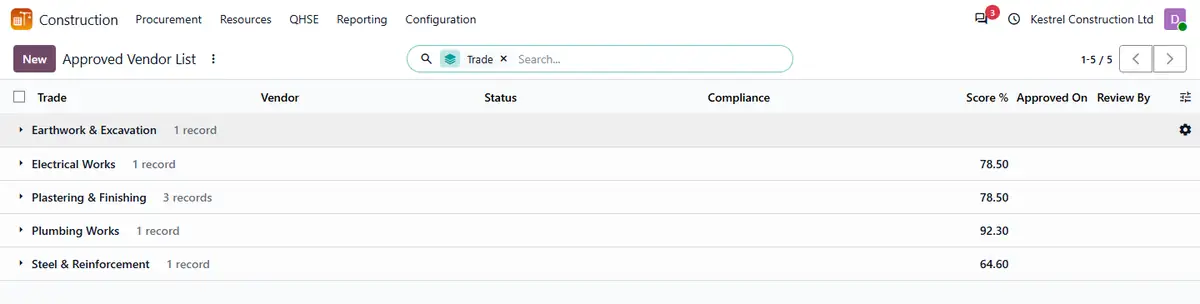 Construction Procurement Resources QHSE Reporting Configuration 3 Kestrel Construction Ltd D
New Approved Vendor List Trade × Search... 1-5 / 5
Trade Vendor Status Compliance Score % Approved On Review By
Earthwork & Excavation 1 record
Electrical Works 1 record 78.50
Plastering & Finishing 3 records 78.50
Plumbing Works 1 record 92.30
Steel & Reinforcement 1 record 64.60